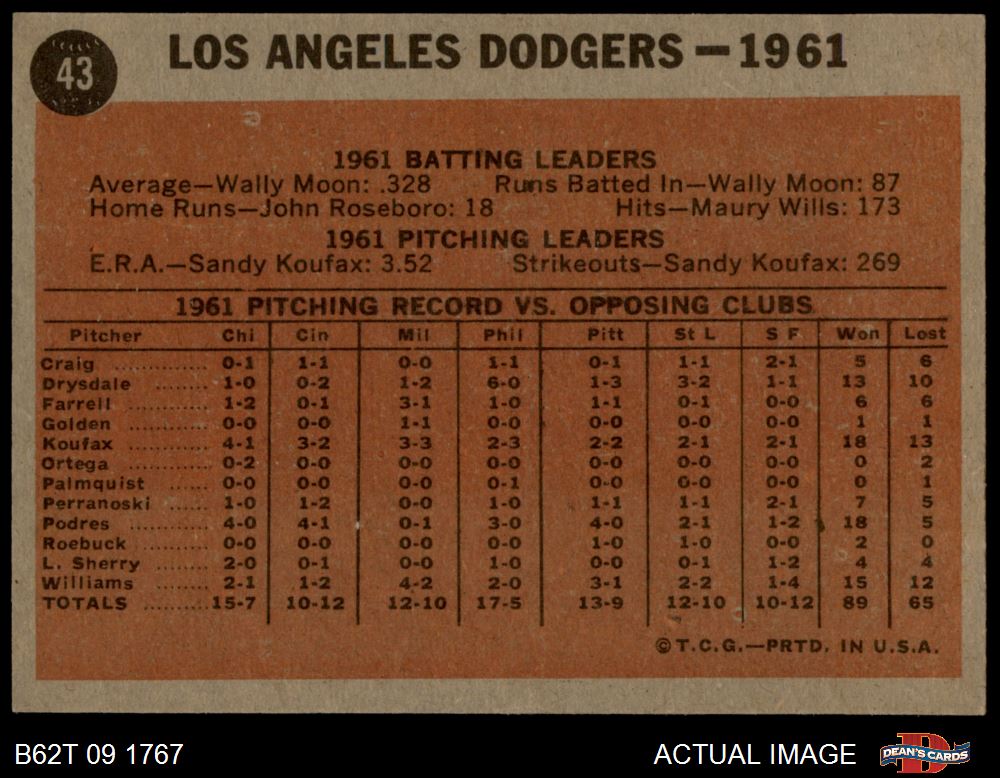 43
LOS ANGELES DODGERS—1961
1961 BATTING LEADERS
Average—Wally Moon: .328 Runs Batted In—Wally Moon: 87
Home Runs—John Roseboro: 18 Hits—Maury Wills: 173
1961 PITCHING LEADERS
E.R.A.—Sandy Koufax: 3.52 Strikeouts—Sandy Koufax: 269
1961 PITCHING RECORD VS. OPPOSING CLUBS
Pitcher Chi Cin Mil Phil Pitt St L S F Won Lost
Craig ............ 0-1 1-1 0-0 1-1 0-1 1-1 2-1 5 6
Drysdale ........ 1-0 0-2 1-2 6-0 1-3 3-2 1-1 13 10
Farrell ............ 1-2 0-1 3-1 1-0 1-1 0-1 0-0 6 6
Golden ............ 0-0 0-0 1-1 0-0 0-0 0-0 0-0 1 1
Koufax ............ 4-1 3-2 3-3 2-3 2-2 2-1 2-1 18 13
Ortega ............ 0-2 0-0 0-0 0-0 0-0 0-0 0-0 0 2
Palmquist ...... 0-0 0-0 0-0 0-1 0-0 0-0 0-0 0 1
Perranoski ...... 1-0 1-2 0-0 1-0 1-1 1-1 2-1 7 5
Podres ............ 4-0 4-1 0-1 3-0 4-0 2-1 1-2 18 5
Roebuck .......... 0-0 0-0 0-0 0-0 1-0 1-0 0-0 2 0
L. Sherry ........ 2-0 0-1 0-0 1-0 0-0 0-1 1-2 4 4
Williams .......... 2-1 1-2 4-2 2-0 3-1 2-2 1-4 15 12
TOTALS ........ 15-7 10-12 12-10 17-5 13-9 12-10 10-12 89 65
© T.C.G.—PRTD. IN U.S.A.
B62T 09 1767 ACTUAL IMAGE DEAN'S CARDS